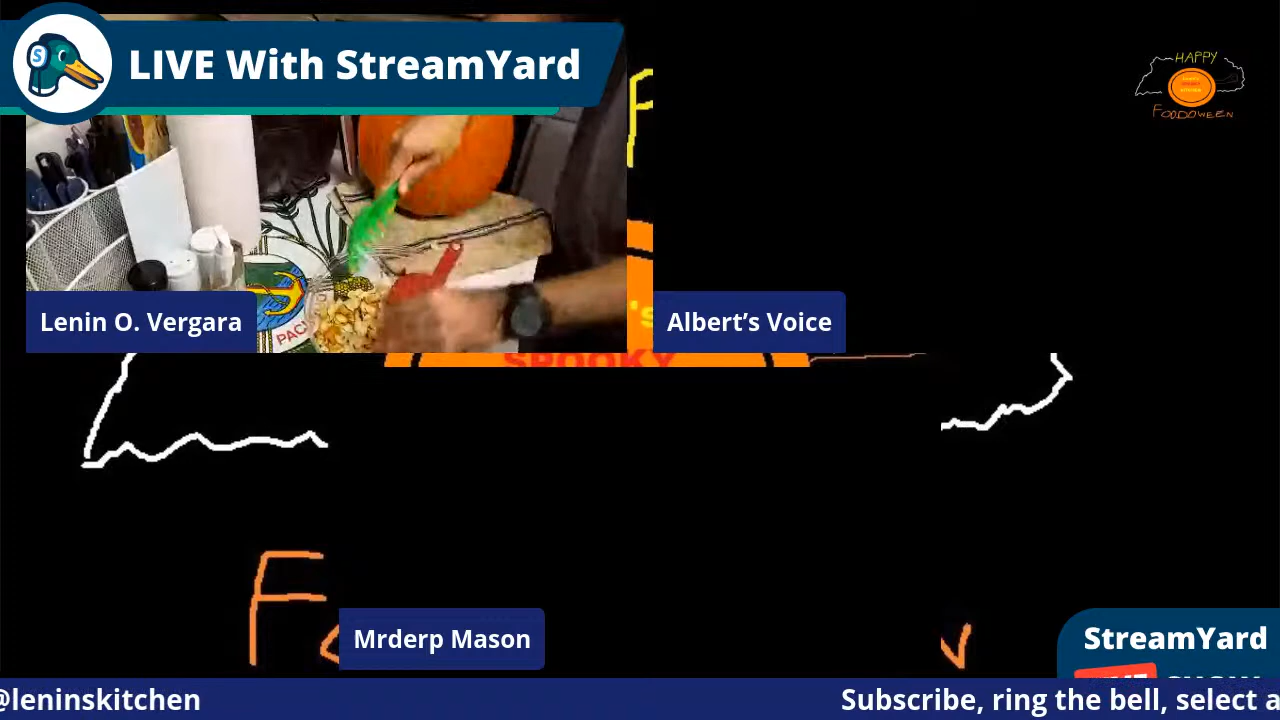 LIVE With StreamYard
S
HAPPY
FOODOWEEN
PAC
Lenin O. Vergara
's
Albert's Voice
SPOOKY
F
Mrderp Mason
StreamYard
@leninskitchen
Subscribe, ring the bell, select a